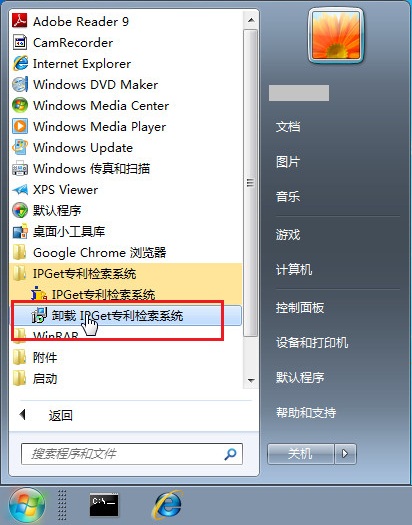 Adobe Reader 9
CamRecorder
Internet Explorer
Windows DVD Maker
Windows Media Center
Windows Media Player
Windows Update
Windows 传真和扫描
XPS Viewer
默认程序
桌面小工具库
Google Chrome 浏览器
IPGet专利检索系统
IPGet专利检索系统
卸载 IPGet专利检索系统
WinRAR
附件
启动
返回
搜索程序和文件
文档
图片
音乐
游戏
计算机
控制面板
设备和打印机
默认程序
帮助和支持
关机
C:\.